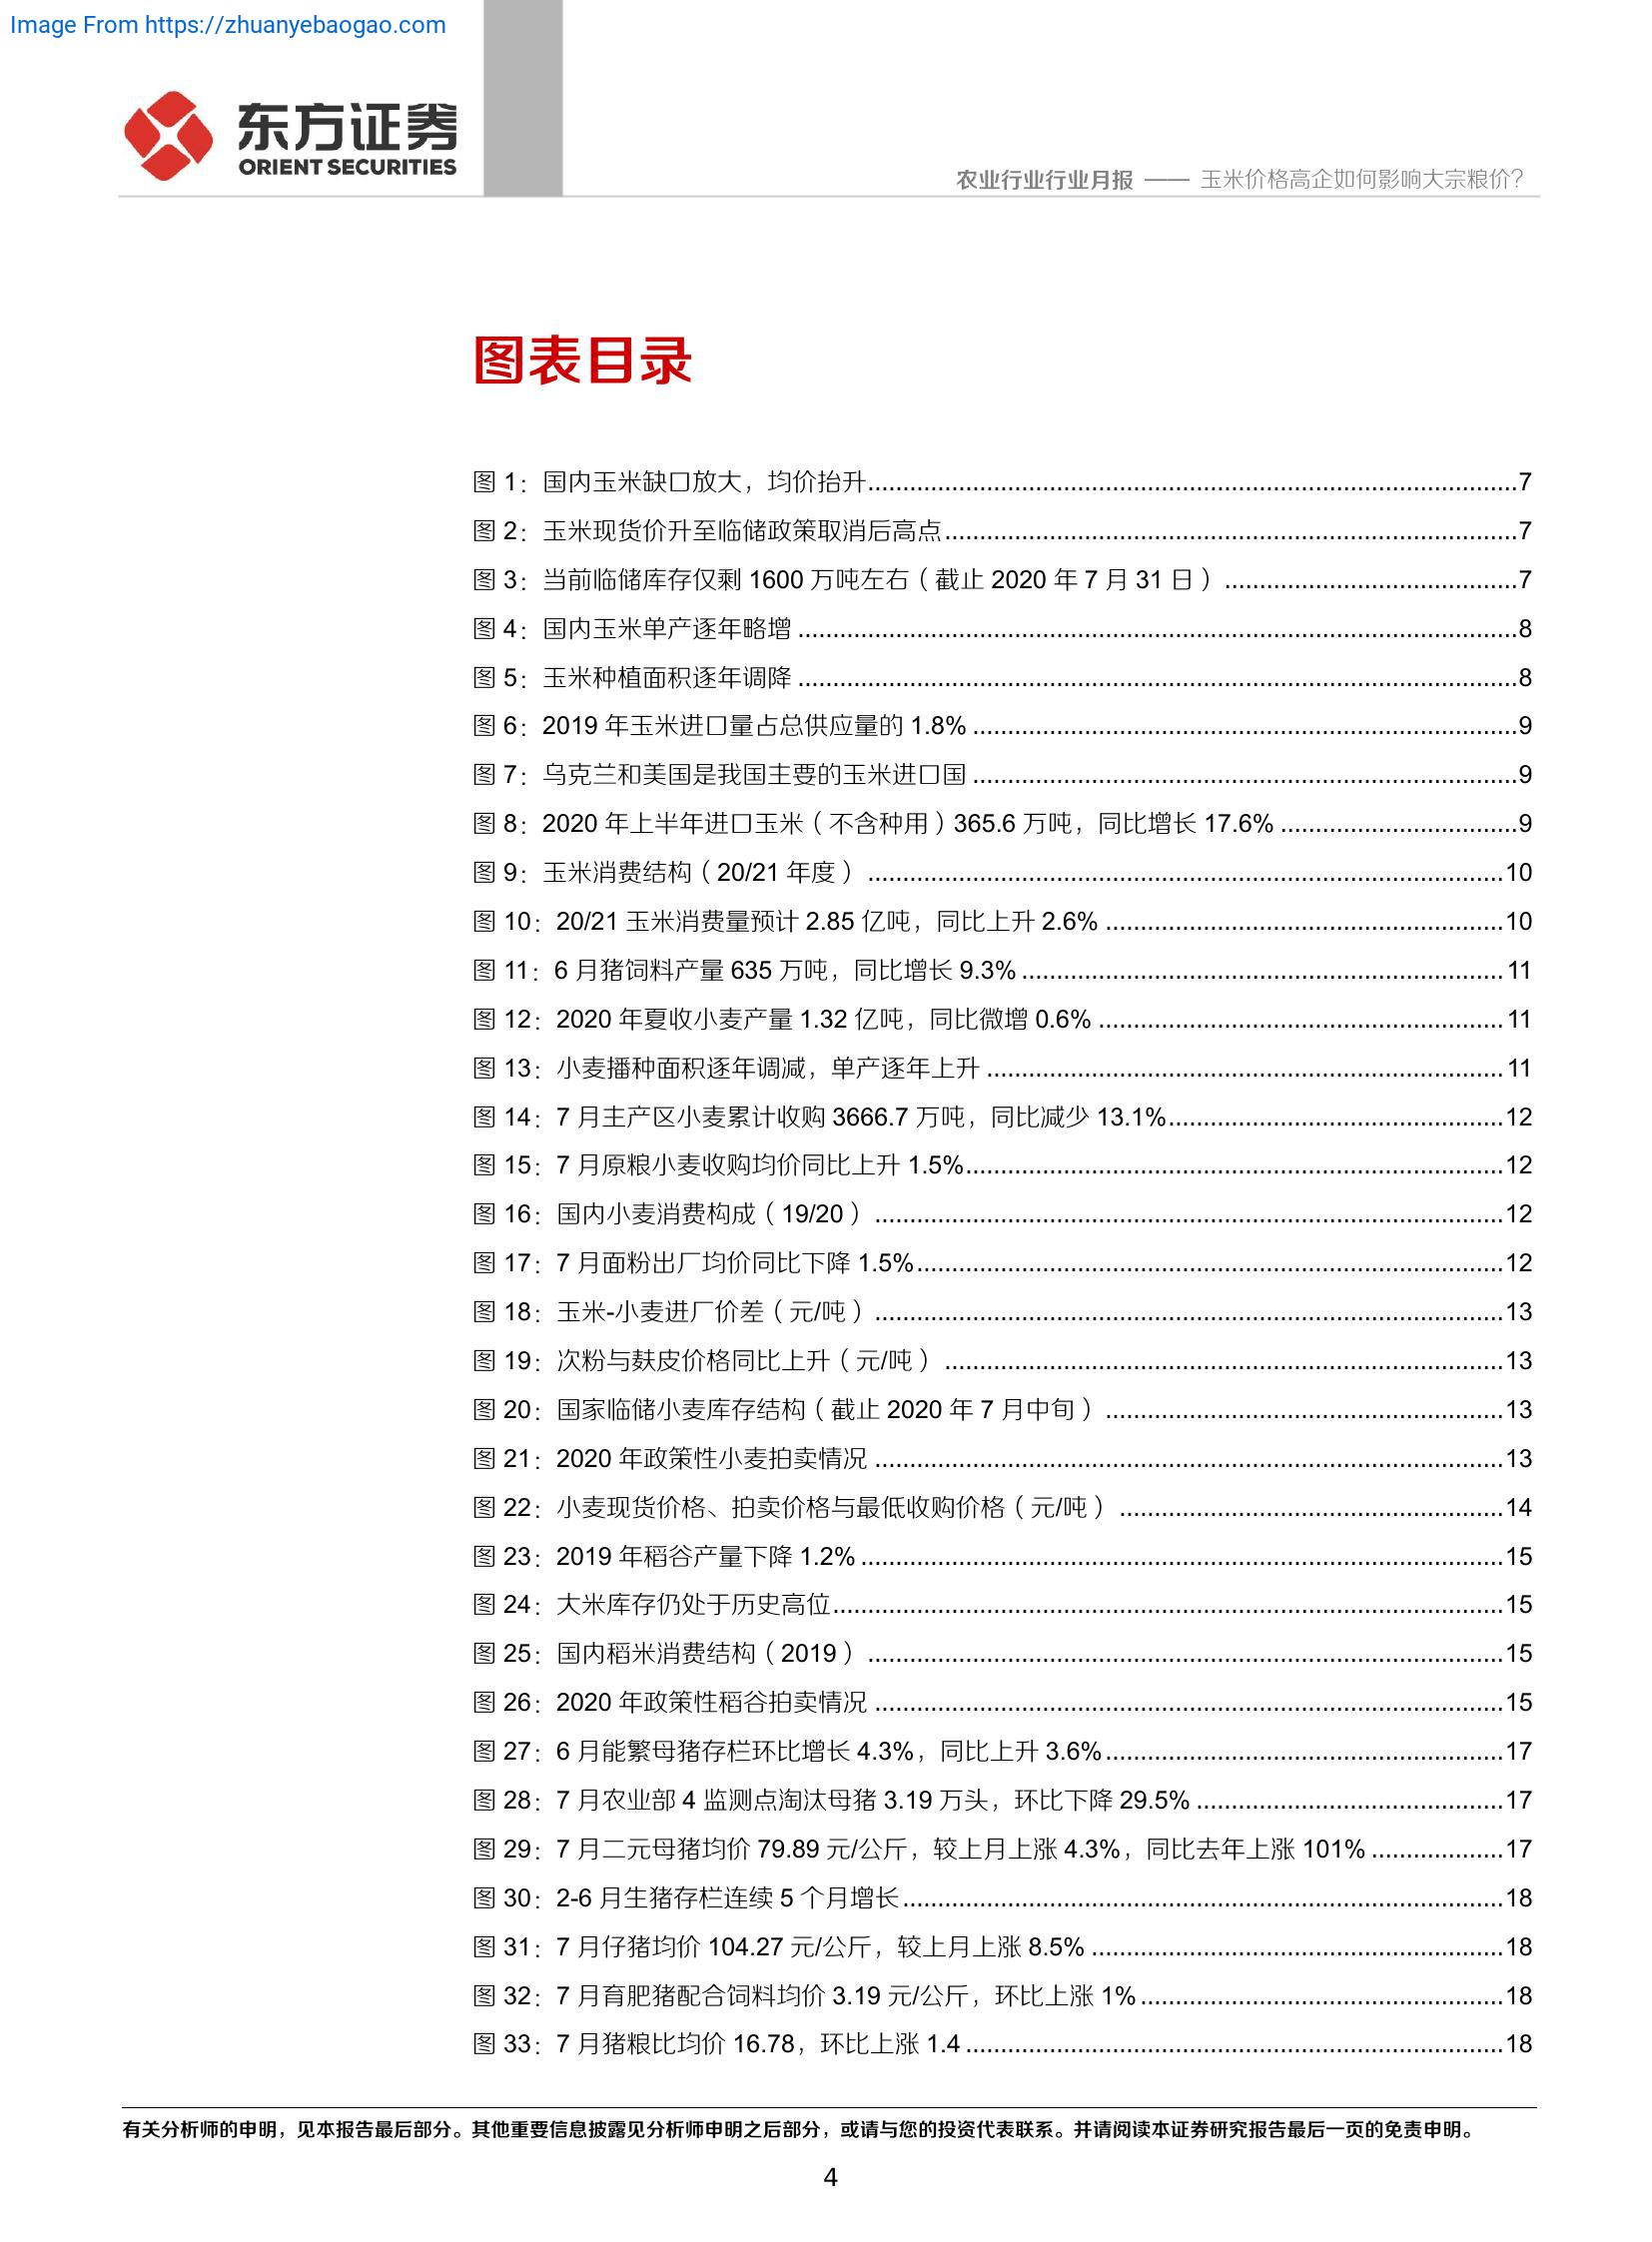 Image From https://zhuanyebaogao.com
东方证券
ORIENT SECURITIES
农业行业行业月报 —— 玉米价格高企如何影响大宗粮价？
图表目录
图 1：国内玉米缺口放大，均价抬升...........................7
图 2：玉米现货价升至临储政策取消后高点...........................7
图 3：当前临储库存仅剩 1600 万吨左右（截止 2020 年 7 月 31 日）...........................7
图 4：国内玉米单产逐年略增...........................8
图 5：玉米种植面积逐年调降...........................8
图 6：2019 年玉米进口量占总供应量的 1.8%...........................9
图 7：乌克兰和美国是我国主要的玉米进口国...........................9
图 8：2020 年上半年进口玉米（不含种用）365.6 万吨，同比增长 17.6%...........................9
图 9：玉米消费结构（20/21 年度）...........................10
图 10：20/21 玉米消费量预计 2.85 亿吨，同比上升 2.6%...........................10
图 11：6 月猪饲料产量 635 万吨，同比增长 9.3%...........................11
图 12：2020 年夏收小麦产量 1.32 亿吨，同比微增 0.6%...........................11
图 13：小麦播种面积逐年调减，单产逐年上升...........................11
图 14：7 月主产区小麦累计收购 3666.7 万吨，同比减少 13.1%...........................12
图 15：7 月原粮小麦收购均价同比上升 1.5%...........................12
图 16：国内小麦消费构成（19/20）...........................12
图 17：7 月面粉出厂均价同比下降 1.5%...........................12
图 18：玉米-小麦进厂价差（元/吨）...........................13
图 19：次粉与麸皮价格同比上升（元/吨）...........................13
图 20：国家临储小麦库存结构（截止 2020 年 7 月中旬）...........................13
图 21：2020 年政策性小麦拍卖情况...........................13
图 22：小麦现货价格、拍卖价格与最低收购价格（元/吨）...........................14
图 23：2019 年稻谷产量下降 1.2%...........................15
图 24：大米库存仍处于历史高位...........................15
图 25：国内稻米消费结构（2019）...........................15
图 26：2020 年政策性稻谷拍卖情况...........................15
图 27：6 月能繁母猪存栏环比增长 4.3%，同比上升 3.6%...........................17
图 28：7 月农业部 4 监测点淘汰母猪 3.19 万头，环比下降 29.5%...........................17
图 29：7 月二元母猪均价 79.89 元/公斤，较上月上涨 4.3%，同比去年上涨 101%...........................17
图 30：2-6 月生猪存栏连续 5 个月增长...........................18
图 31：7 月仔猪均价 104.27 元/公斤，较上月上涨 8.5%...........................18
图 32：7 月育肥猪配合饲料均价 3.19 元/公斤，环比上涨 1%...........................18
图 33：7 月猪粮比均价 16.78，环比上涨 1.4...........................18
有关分析师的申明，见本报告最后部分。其他重要信息披露见分析师申明之后部分，或请与您的投资代表联系。并请阅读本证券研究报告最后一页的免责申明。
4